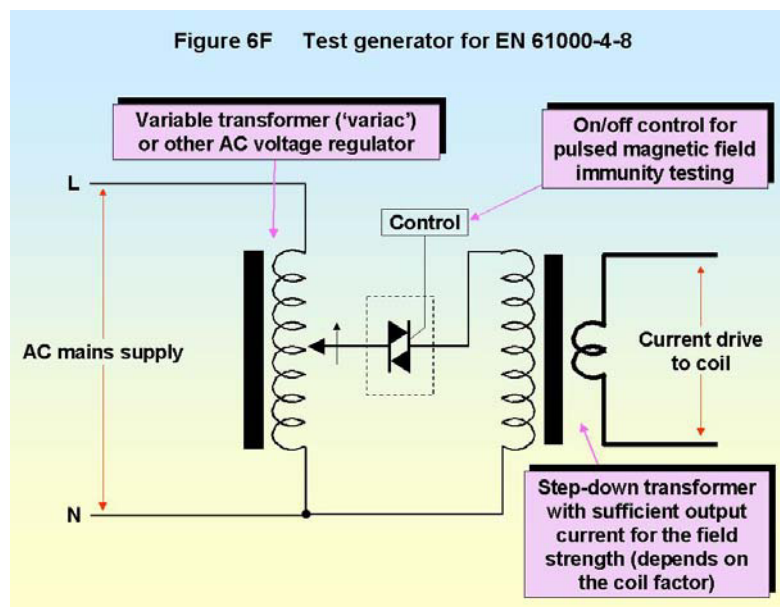 Figure 6F Test generator for EN 61000-4-8
Variable transformer (‘variac’)
or other AC voltage regulator
On/off control for
pulsed magnetic field
immunity testing
L
Control
AC mains supply
Current drive
to coil
N
Step-down transformer
with sufficient output
current for the field
strength (depends on
the coil factor)